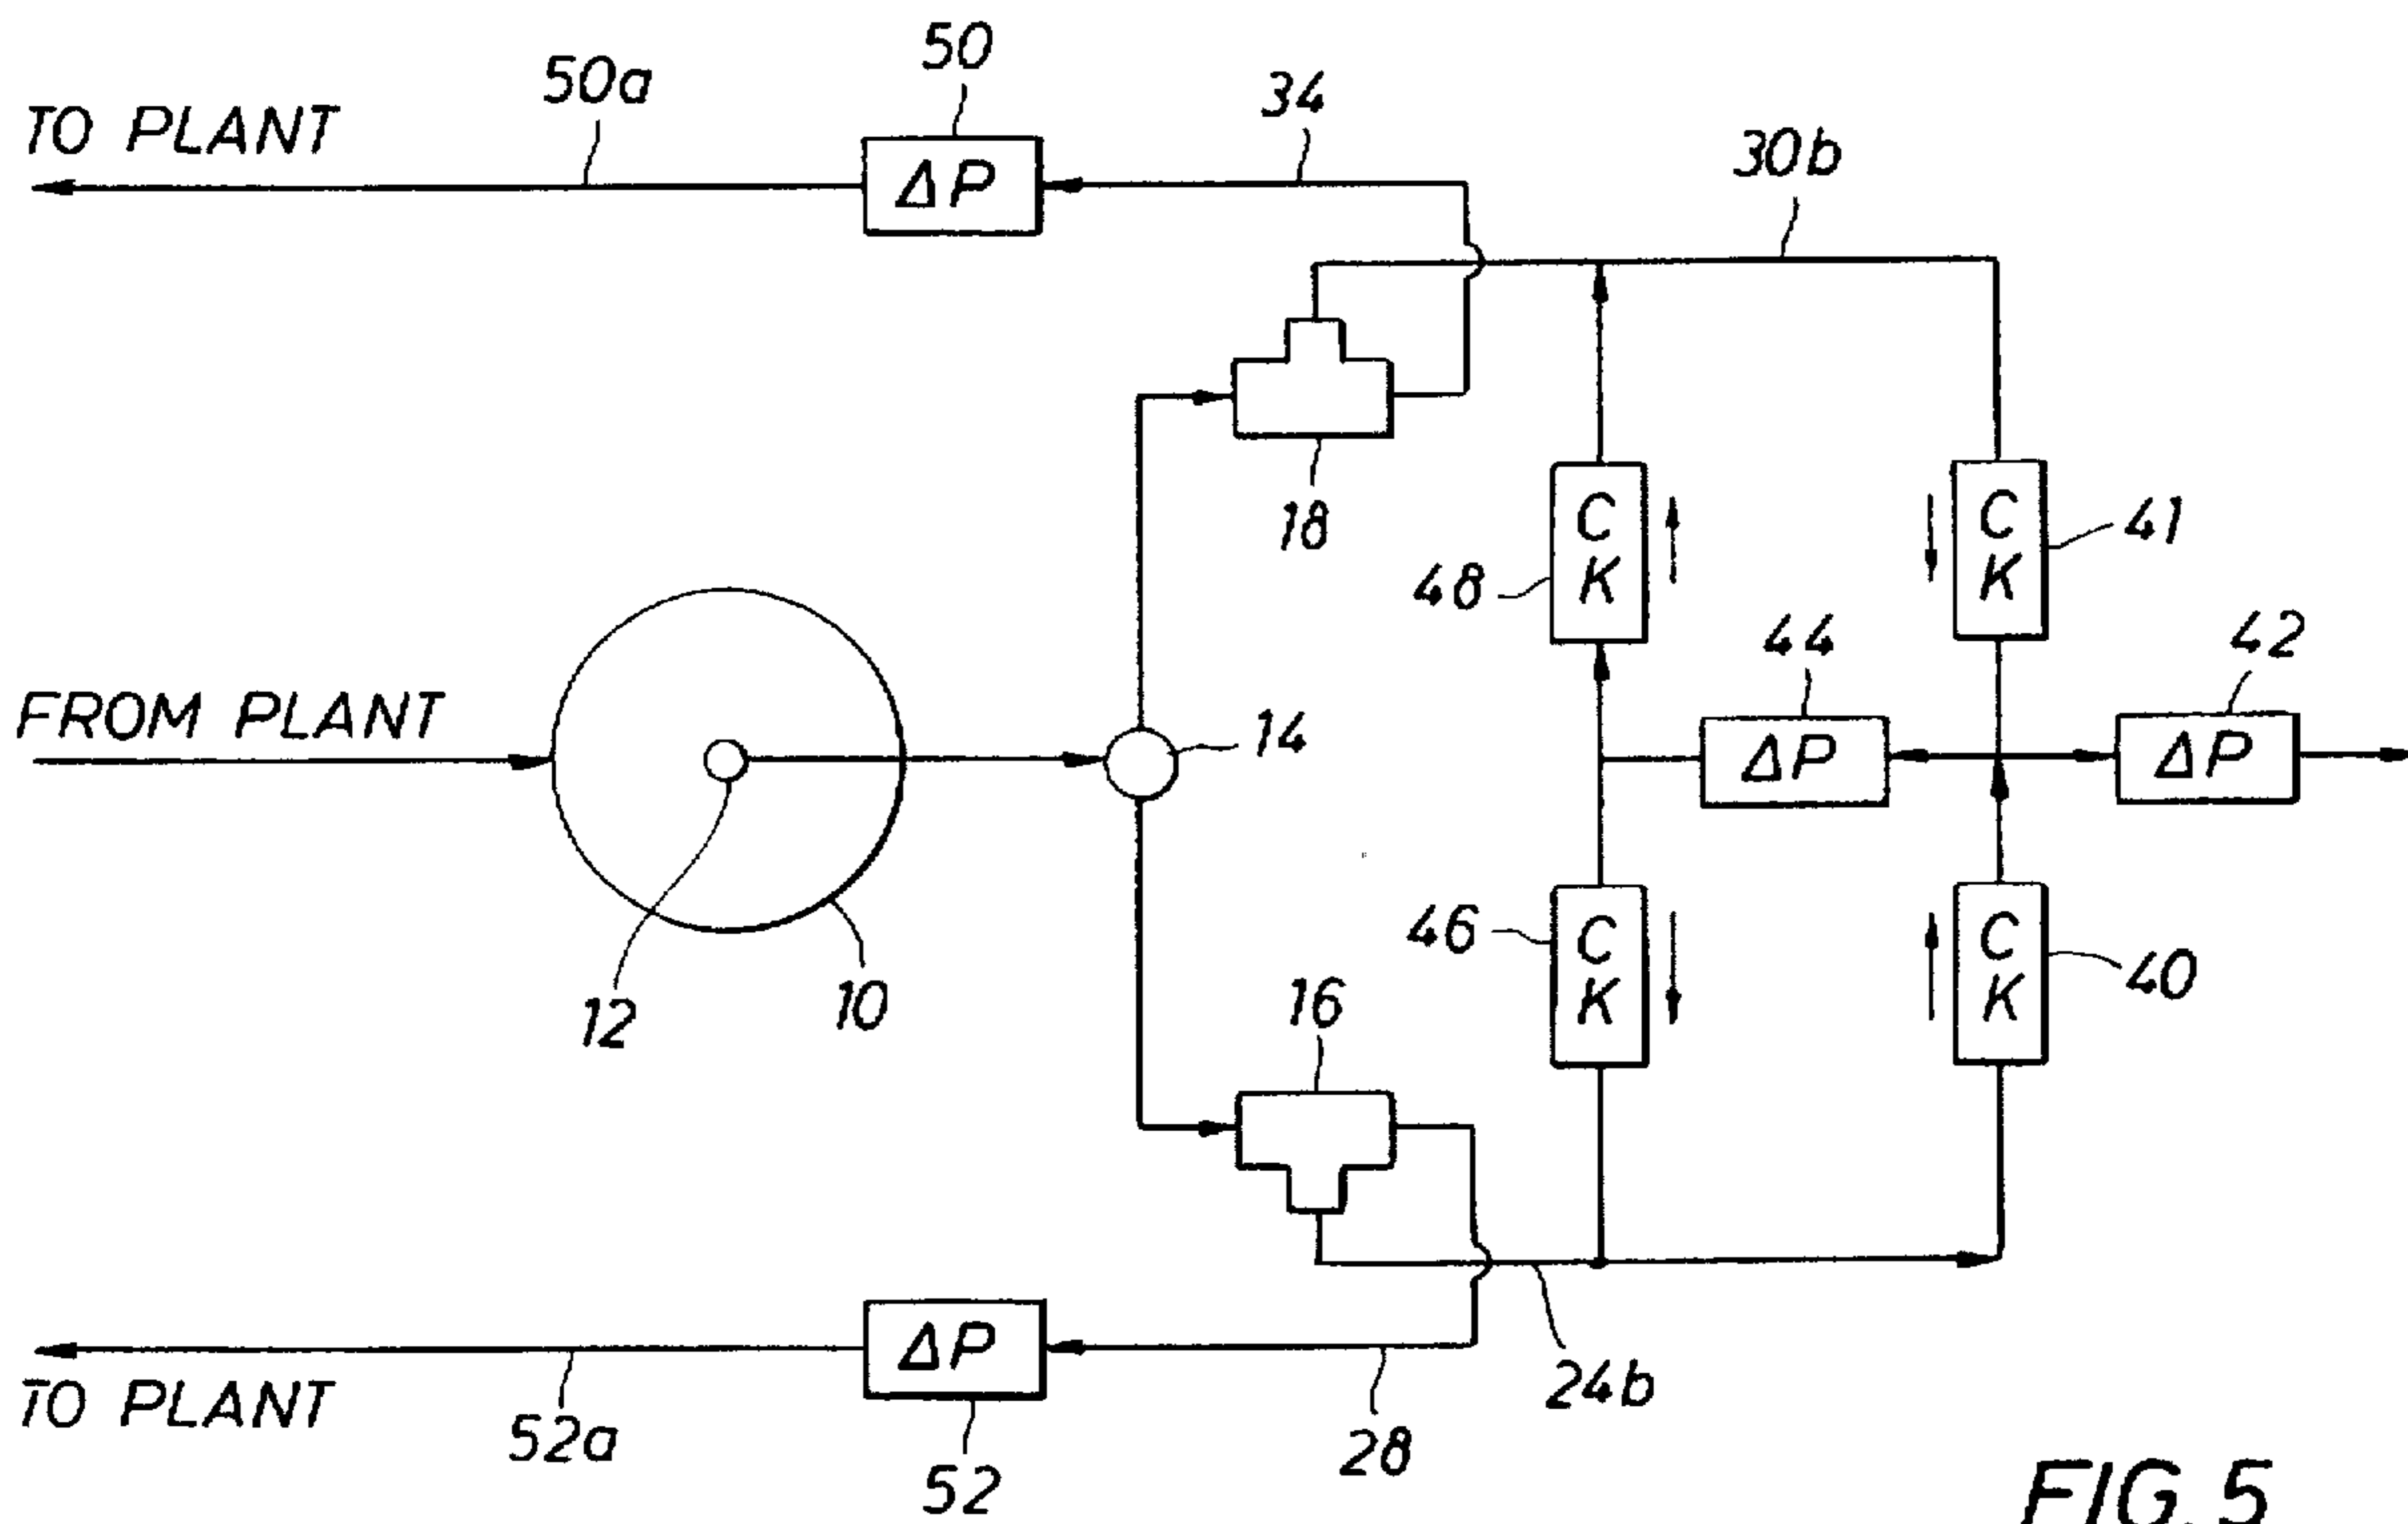 50
50a
34
TO PLANT
ΔP
30b
18
C
K
48
C
K
41
44
42
FROM PLANT
14
ΔP
ΔP
12
10
46
C
K
C
K
40
16
ΔP
24b
TO PLANT
52a
52
28
FIG. 5